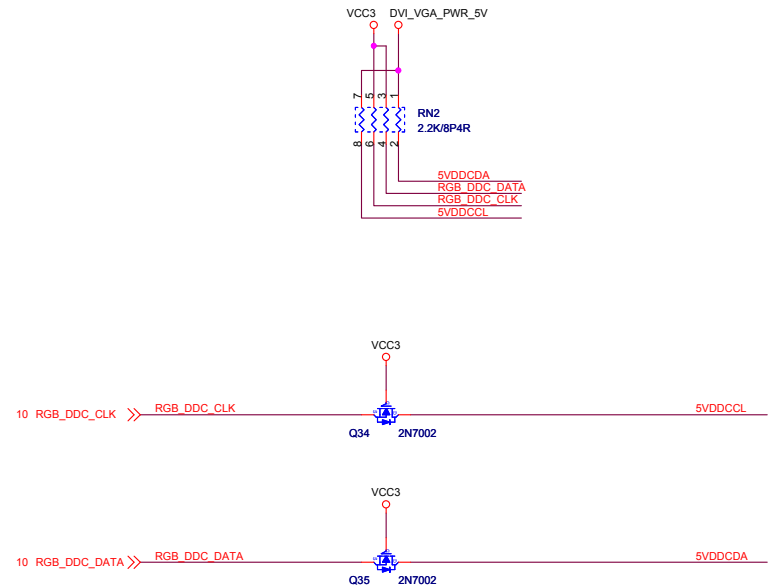 VCC3 DVI_VGA_PWR_5V
7 5 3 1
RN2
2.2K/8P4R
8 6 4 2
5VDDCDA
RGB_DDC_DATA
RGB_DDC_CLK
5VDDCCL
VCC3
10 RGB_DDC_CLK RGB_DDC_CLK 5VDDCCL
Q34 2N7002
VCC3
10 RGB_DDC_DATA RGB_DDC_DATA 5VDDCDA
Q35 2N7002